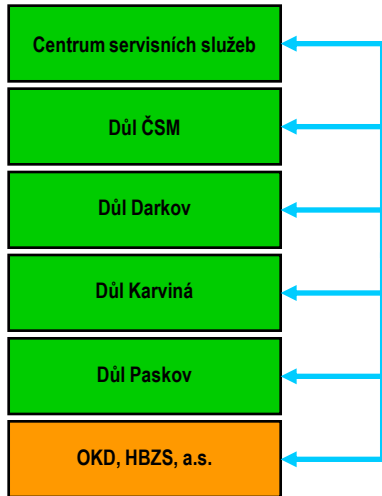 Centrum servisních služeb
Důl ČSM
Důl Darkov
Důl Karviná
Důl Paskov
OKD, HBZS, a.s.